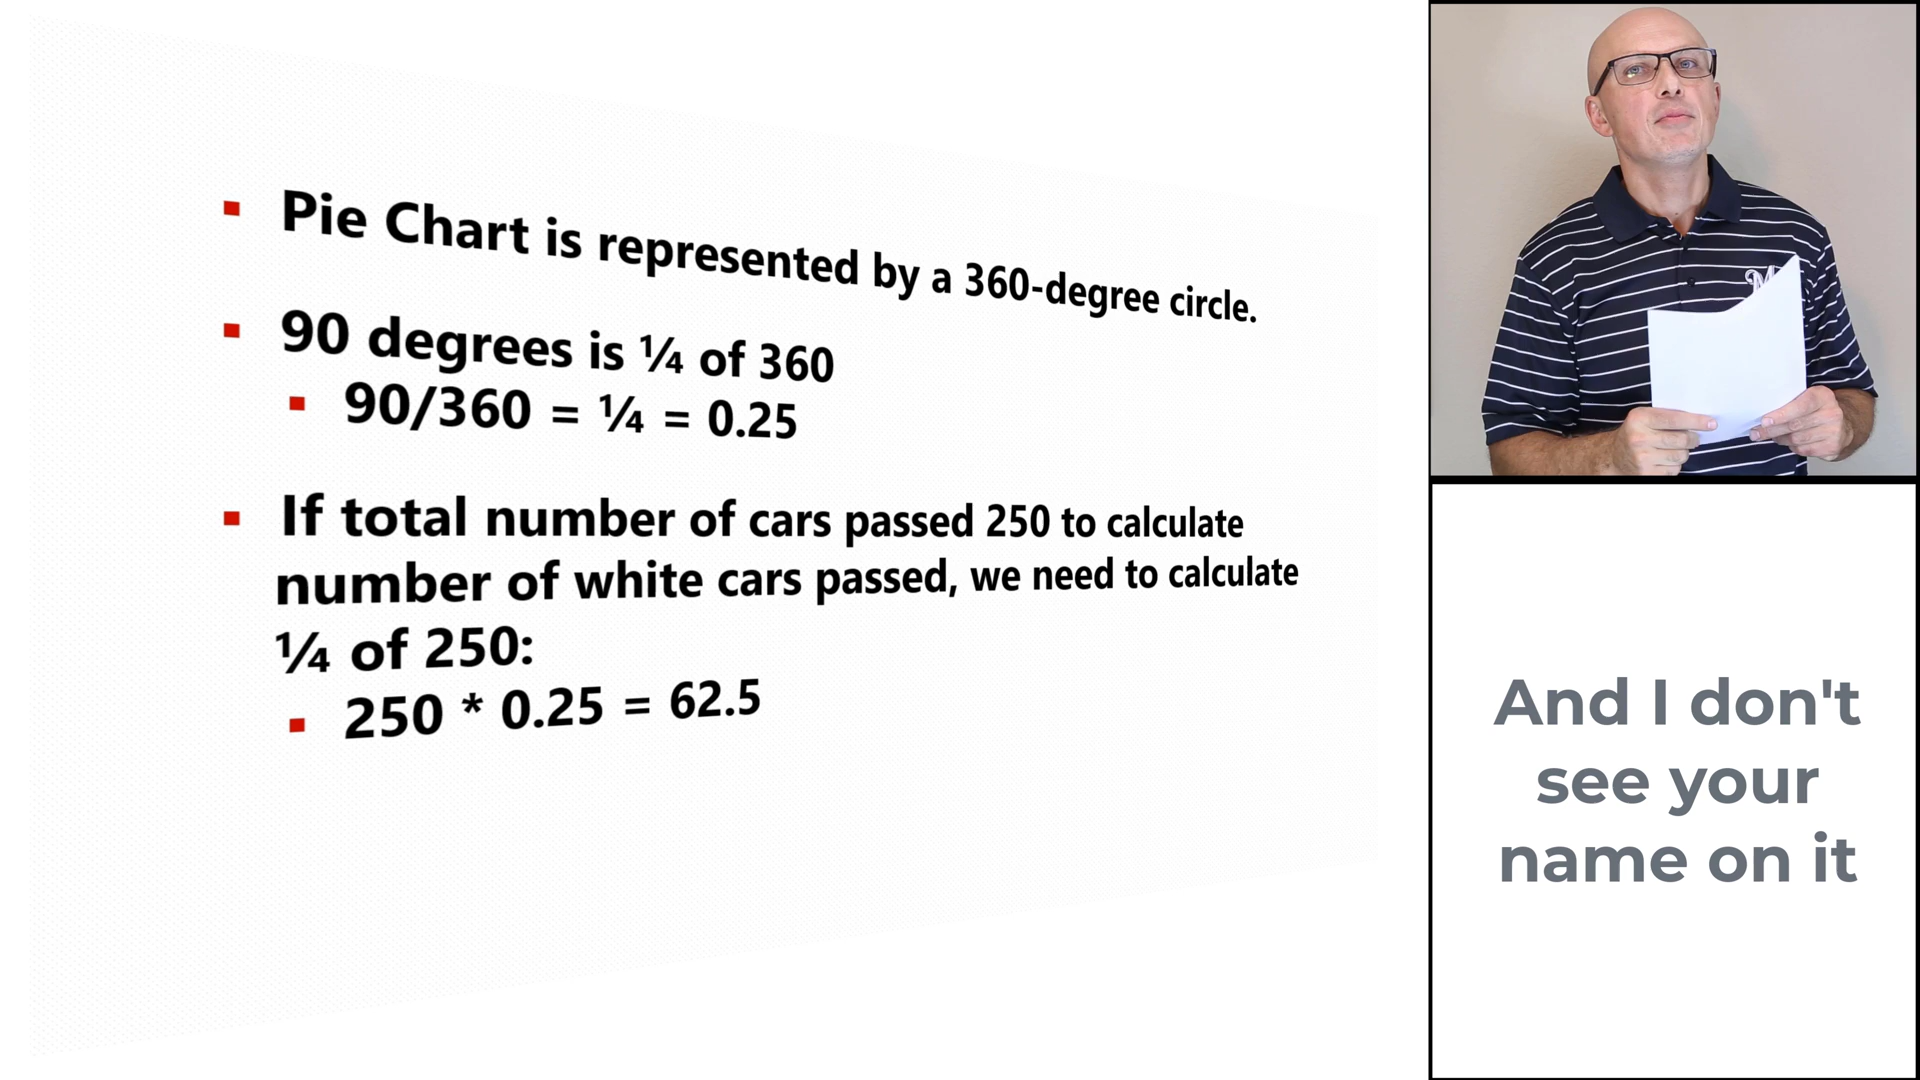 Pie Chart is represented by a 360-degree circle.
90 degrees is ¼ of 360
90/360 = ¼ = 0.25
If total number of cars passed 250 to calculate
number of white cars passed, we need to calculate
¼ of 250:
250 * 0.25 = 62.5
M
And I don't
see your
name on it